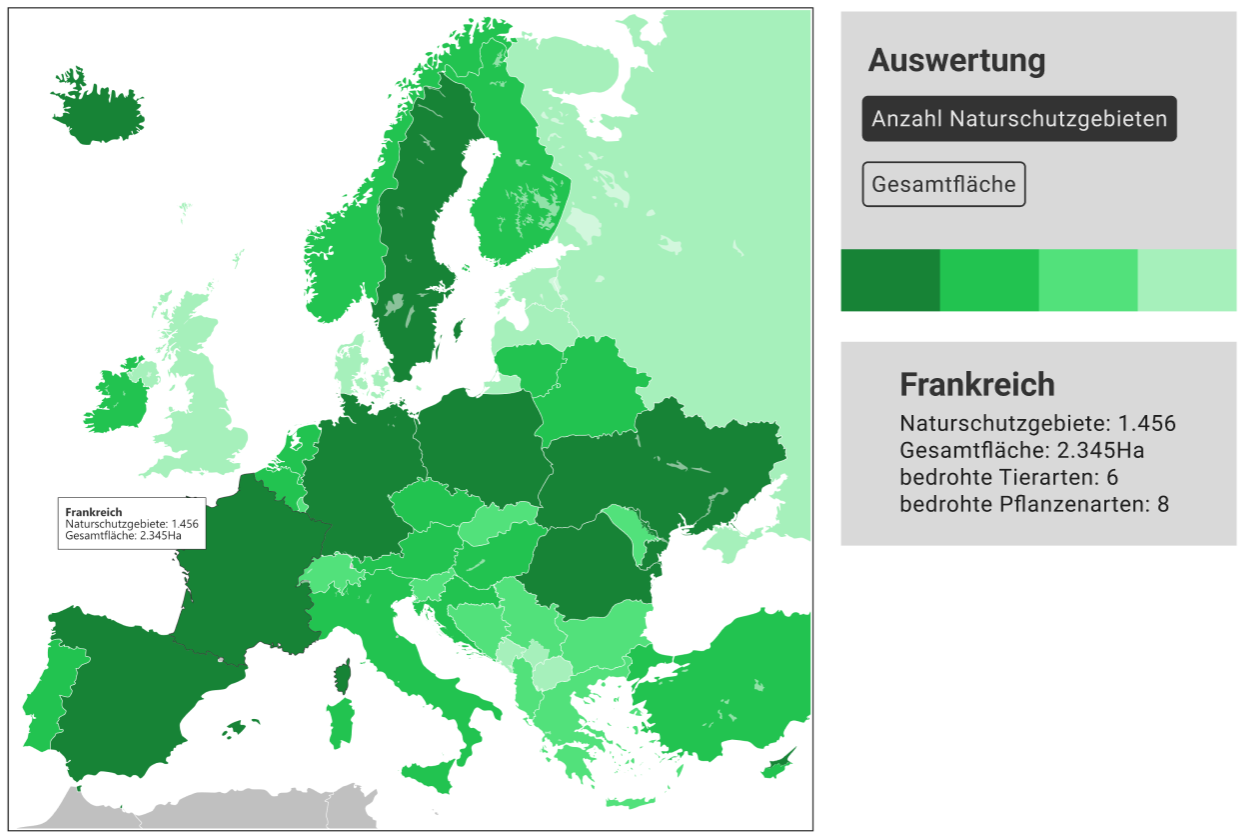 Auswertung
Anzahl Naturschutzgebieten
Gesamtfläche
Frankreich
Naturschutzgebiete: 1.456
Gesamtfläche: 2.345Ha
Frankreich
Naturschutzgebiete: 1.456
Gesamtfläche: 2.345Ha
bedrohte Tierarten: 6
bedrohte Pflanzenarten: 8